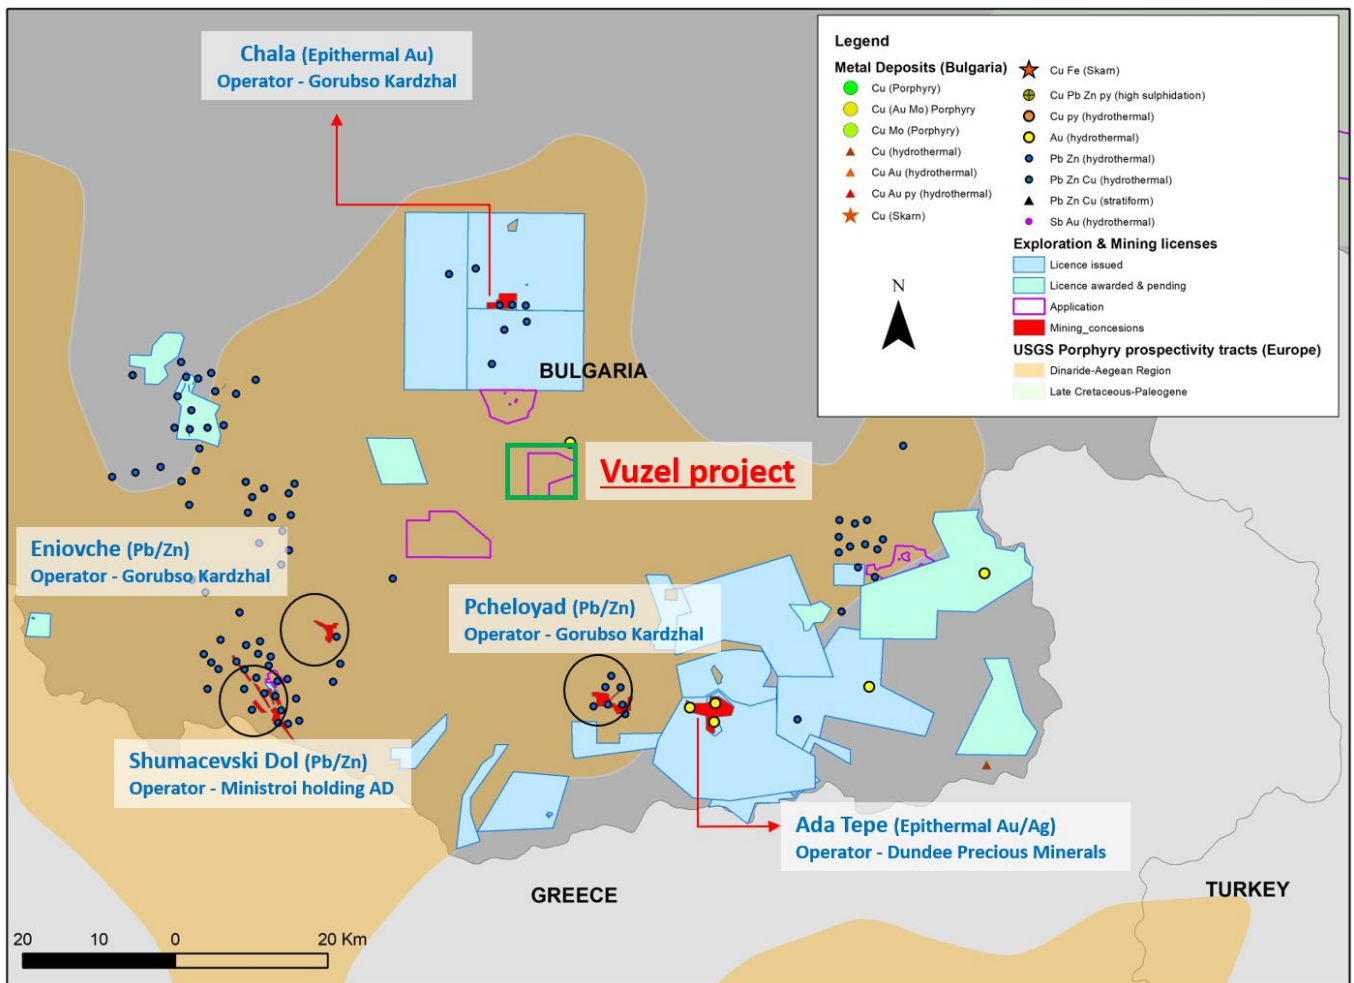 Chala (Epithermal Au)
Operator - Gorubso Kardzhal
Legend
Metal Deposits (Bulgaria)
Cu (Porphyry)
Cu (Au Mo) Porphyry
Cu Mo (Porphyry)
Cu (hydrothermal)
Cu Au (hydrothermal)
Cu Au py (hydrothermal)
Cu (Skarn)
Cu Fe (Skarn)
Cu Pb Zn py (high sulphidation)
Cu py (hydrothermal)
Au (hydrothermal)
Pb Zn (hydrothermal)
Pb Zn Cu (hydrothermal)
Pb Zn Cu (stratiform)
Sb Au (hydrothermal)
Exploration & Mining licenses
Licence issued
Licence awarded & pending
Application
Mining_concesions
USGS Porphyry prospectivity tracts (Europe)
Dinaride-Aegean Region
Late Cretaceous-Paleogene
N
BULGARIA
Vuzel project
Eniovche (Pb/Zn)
Operator - Gorubso Kardzhal
Pcheloyad (Pb/Zn)
Operator - Gorubso Kardzhal
Shumacevski Dol (Pb/Zn)
Operator - Ministroi holding AD
Ada Tepe (Epithermal Au/Ag)
Operator - Dundee Precious Minerals
GREECE
TURKEY
20 10 0 20 Km